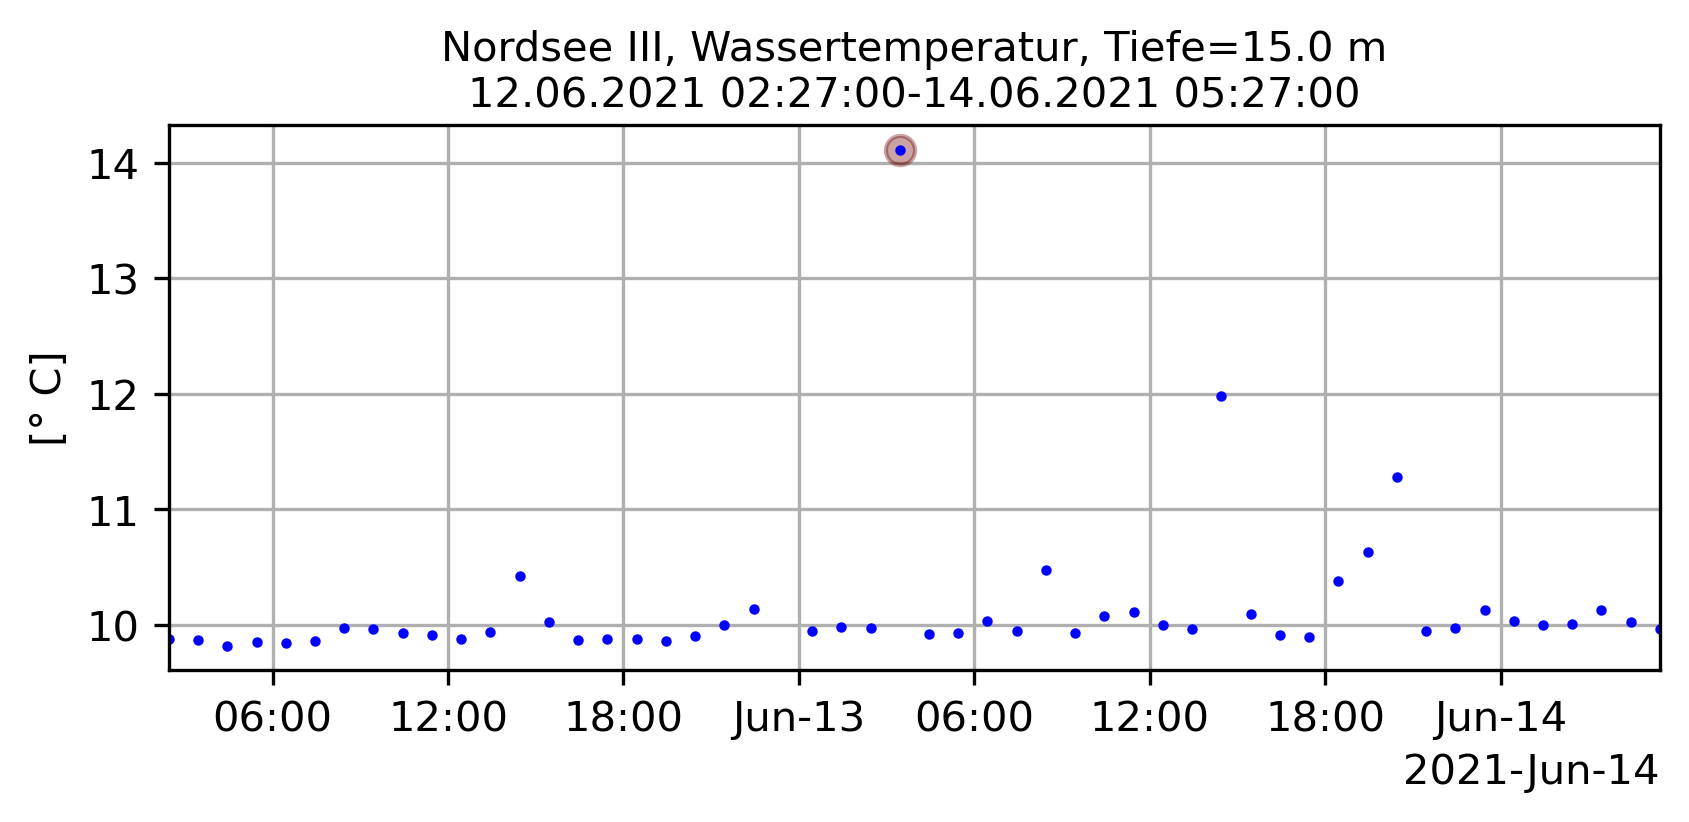 Nordsee III, Wassertemperatur, Tiefe=15.0 m
12.06.2021 02:27:00-14.06.2021 05:27:00
14
13
12
11
10
[° C]
06:00 12:00 18:00 Jun-13 06:00 12:00 18:00 Jun-14
2021-Jun-14